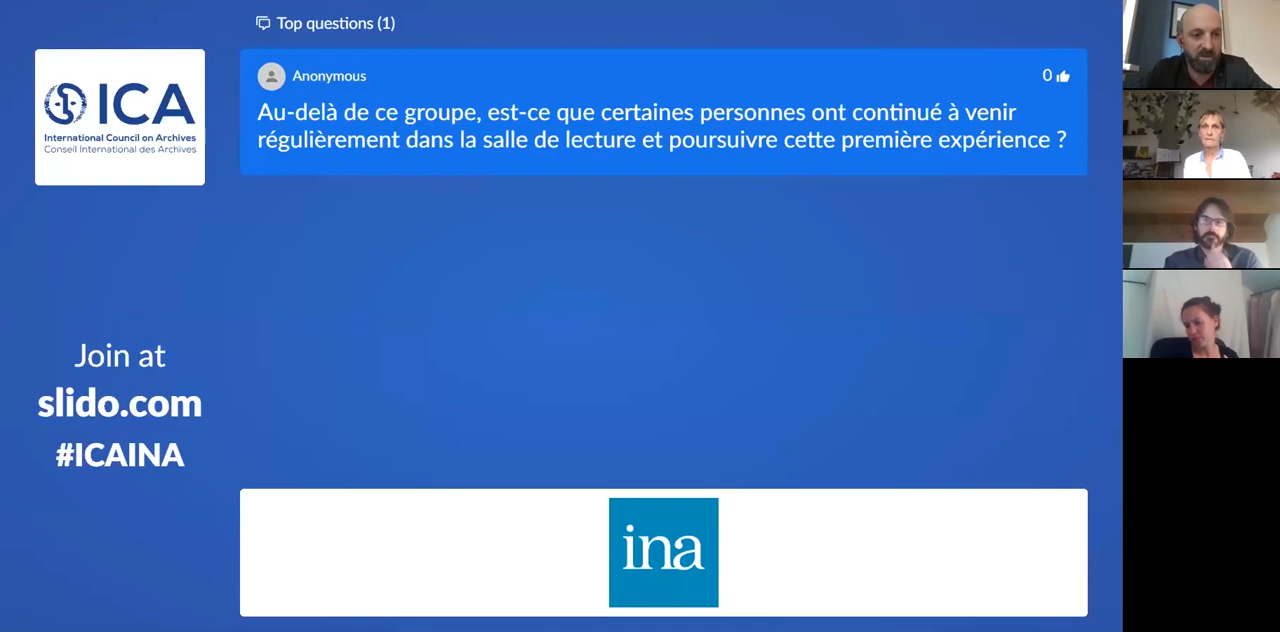 Top questions (1)
ICA
International Council on Archives
Conseil International des Archives
Anonymous
0
Au-delà de ce groupe, est-ce que certaines personnes ont continué à venir
régulièrement dans la salle de lecture et poursuivre cette première expérience ?
Join at
slido.com
#ICAINA
ina